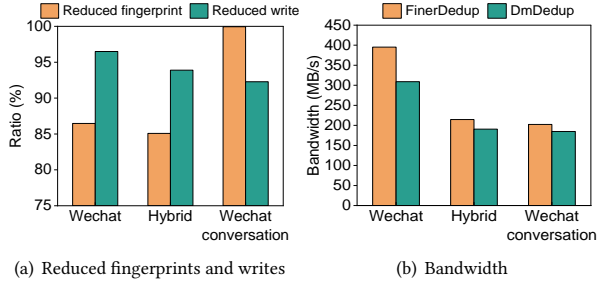 Reduced fingerprint Reduced write
Ratio (%)
100
95
90
85
80
75
Wechat Hybrid Wechat
conversation
(a) Reduced fingerprints and writes
FinerDedup DmDedup
Bandwidth (MB/s)
450
400
350
300
250
200
150
100
50
0
Wechat Hybrid Wechat
conversation
(b) Bandwidth